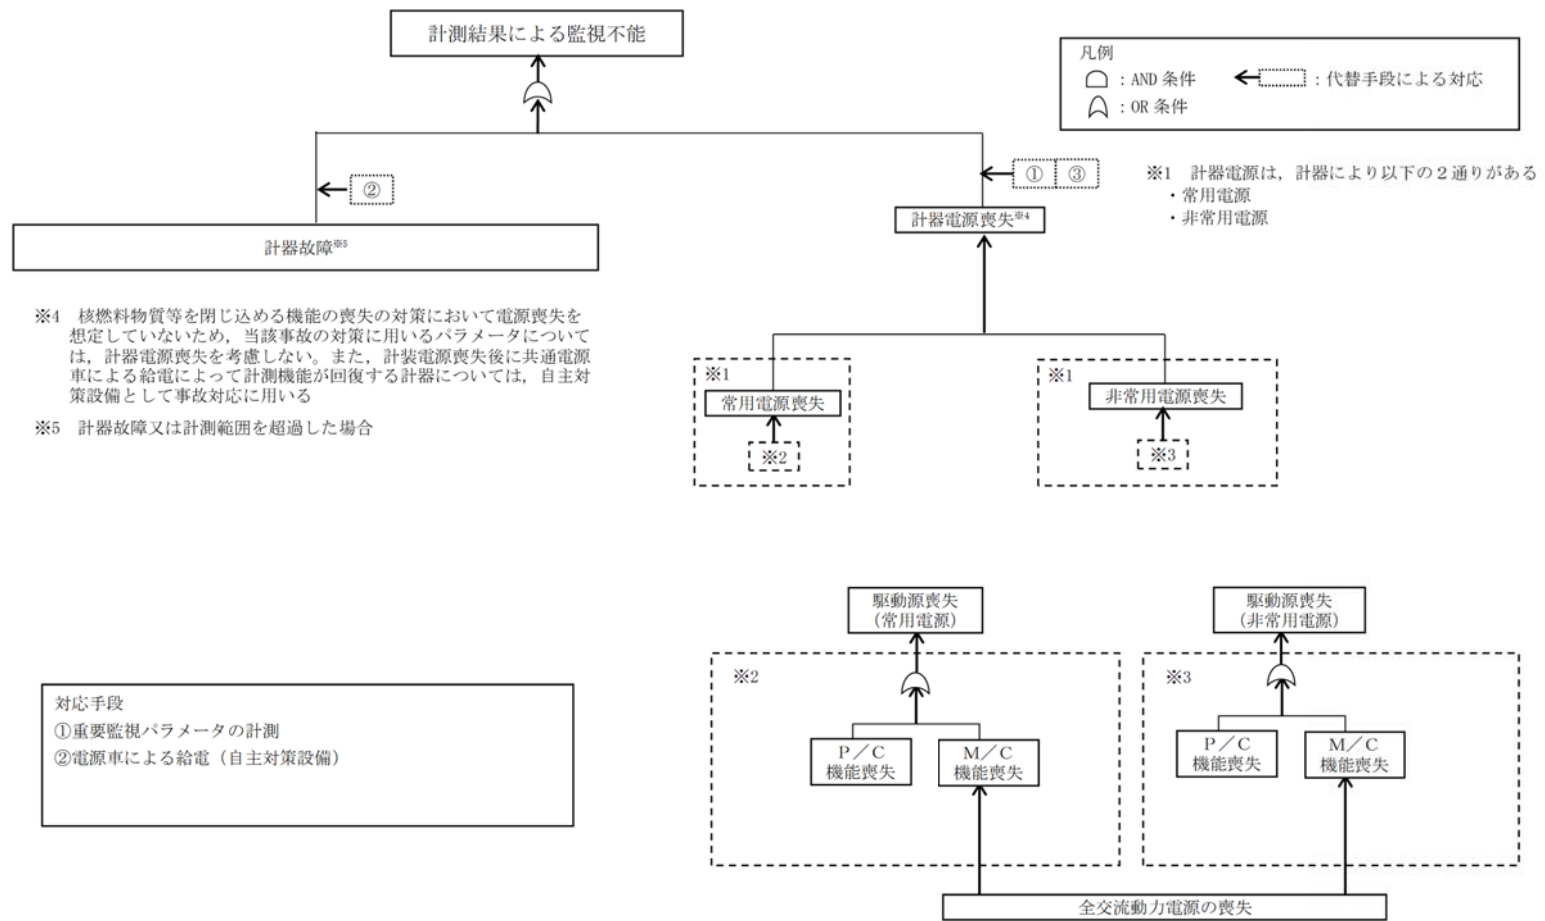 計測結果による監視不能
凡例
：AND 条件
：代替手段による対応
：OR 条件
②
① ③
※1 計器電源は，計器により以下の２通りがある
・常用電源
・非常用電源
計器故障※5
計器電源喪失※4
※4 核燃料物質等を閉じ込める機能の喪失の対策において電源喪失を
想定していないため，当該事故の対策に用いるパラメータについて
は，計器電源喪失を考慮しない。また，計装電源喪失後に共通電源
車による給電によって計測機能が回復する計器については，自主対
策設備として事故対応に用いる
※5 計器故障又は計測範囲を超過した場合
※1
常用電源喪失
※2
※1
非常用電源喪失
※3
駆動源喪失
（常用電源）
※2
Ｐ／Ｃ
機能喪失
Ｍ／Ｃ
機能喪失
駆動源喪失
（非常用電源）
※3
Ｐ／Ｃ
機能喪失
Ｍ／Ｃ
機能喪失
全交流動力電源の喪失
対応手段
①重要監視パラメータの計測
②電源車による給電（自主対策設備）